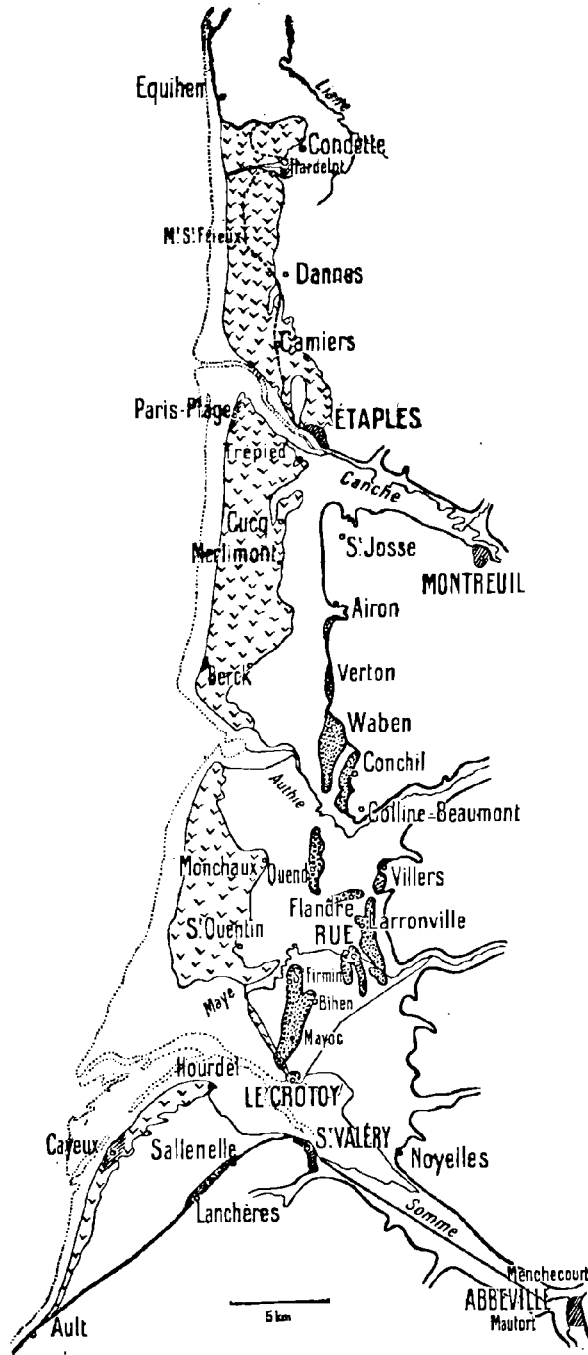 Liane
Equihen
Condette
Hardelot
Mt St Frieux
Dannes
Camiers
Paris-Plage
ÉTAPLES
Trépied
Canche
Cucq
St Josse
Merlimont
MONTREUIL
Airon
Berck
Verton
Waben
Conchil
Authie
Colline-Beaumont
Monchaux
Quend
Villers
Flandre
Larronville
St Quentin
RUE
Firmin
Maye
Bihen
Mayoc
Hourdel
LE CROTOY
Cayeux
Sallenelle
St VALÉRY
Noyelles
Lanchères
Somme
Menchecourt
ABBEVILLE
Mautort
5 km
Ault